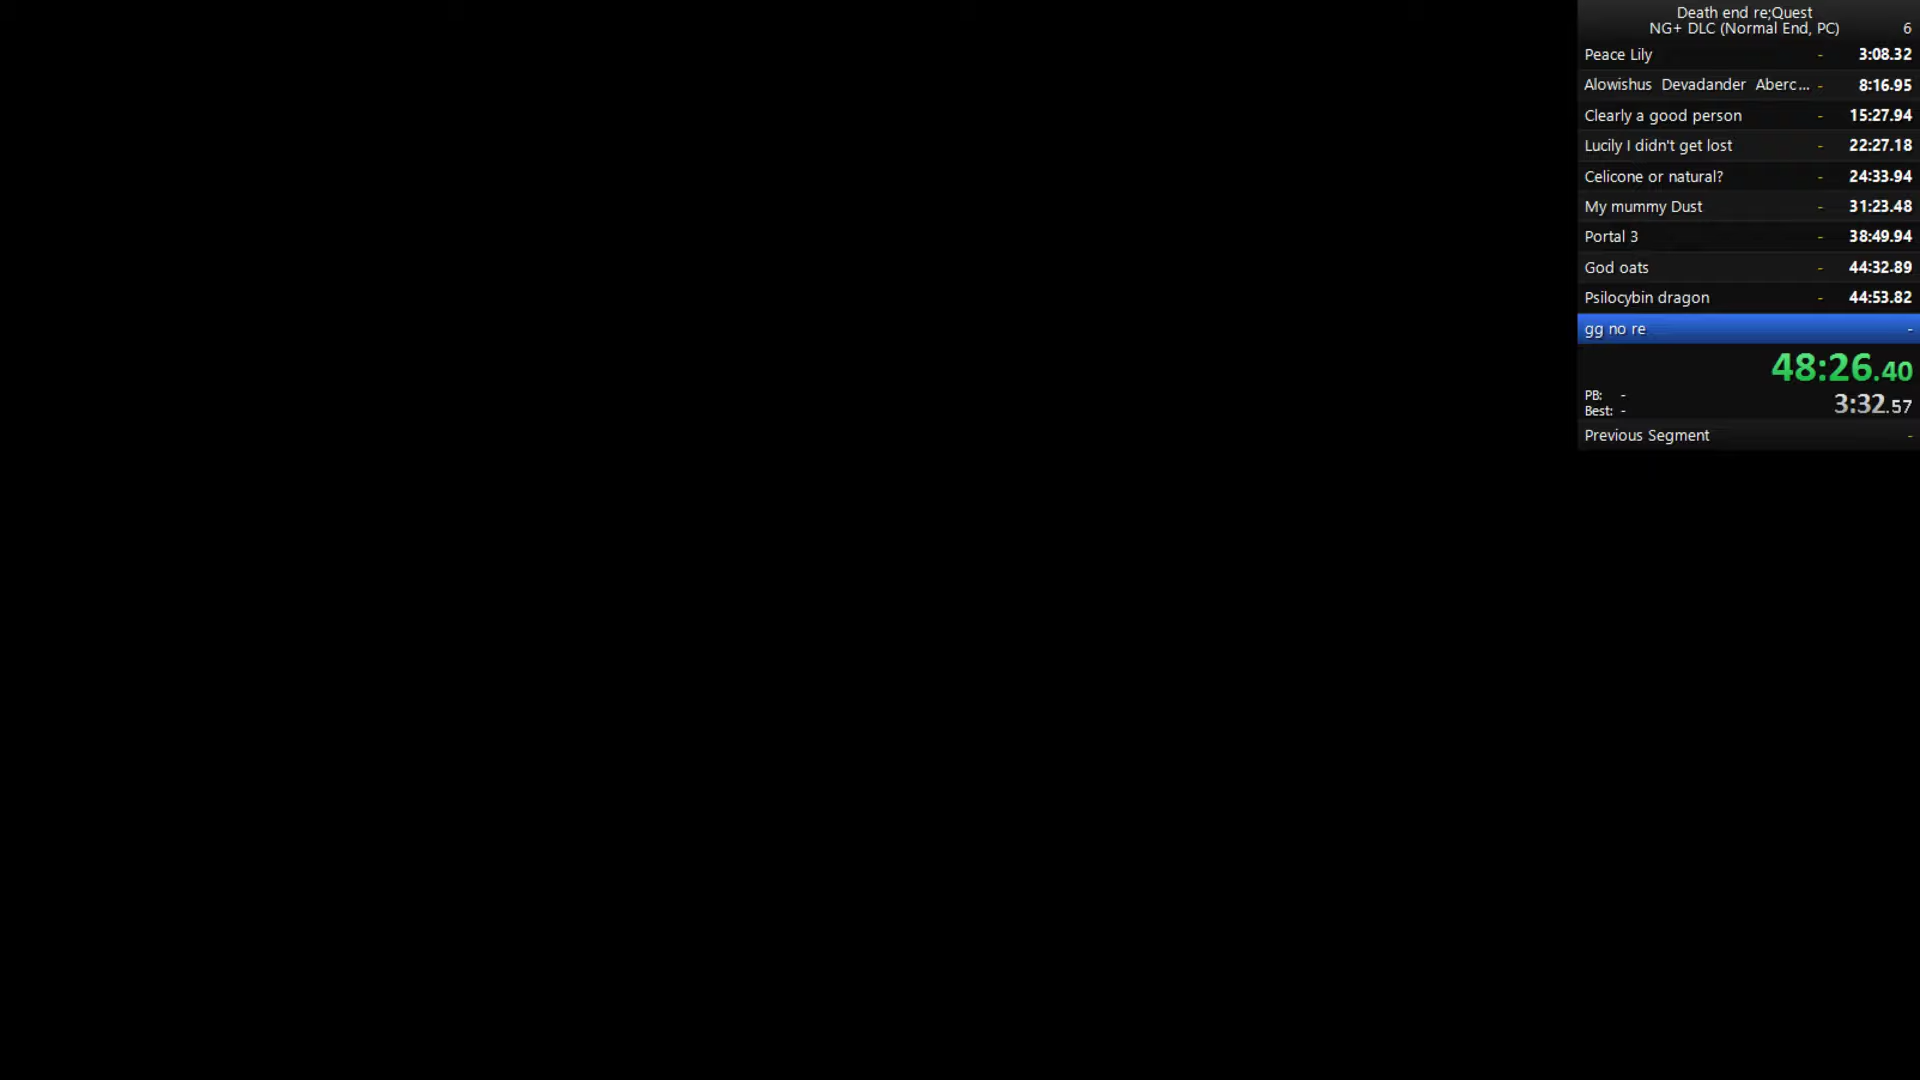 Death end re;Quest
NG+ DLC (Normal End, PC) 6
Peace Lily - 3:08.32
Alowishus Devadander Aberc... - 8:16.95
Clearly a good person - 15:27.94
Lucily I didn't get lost - 22:27.18
Celicone or natural? - 24:33.94
My mummy Dust - 31:23.48
Portal 3 - 38:49.94
God oats - 44:32.89
Psilocybin dragon - 44:53.82
gg no re -
48:26.40
PB: - 3:32.57
Best: -
Previous Segment -